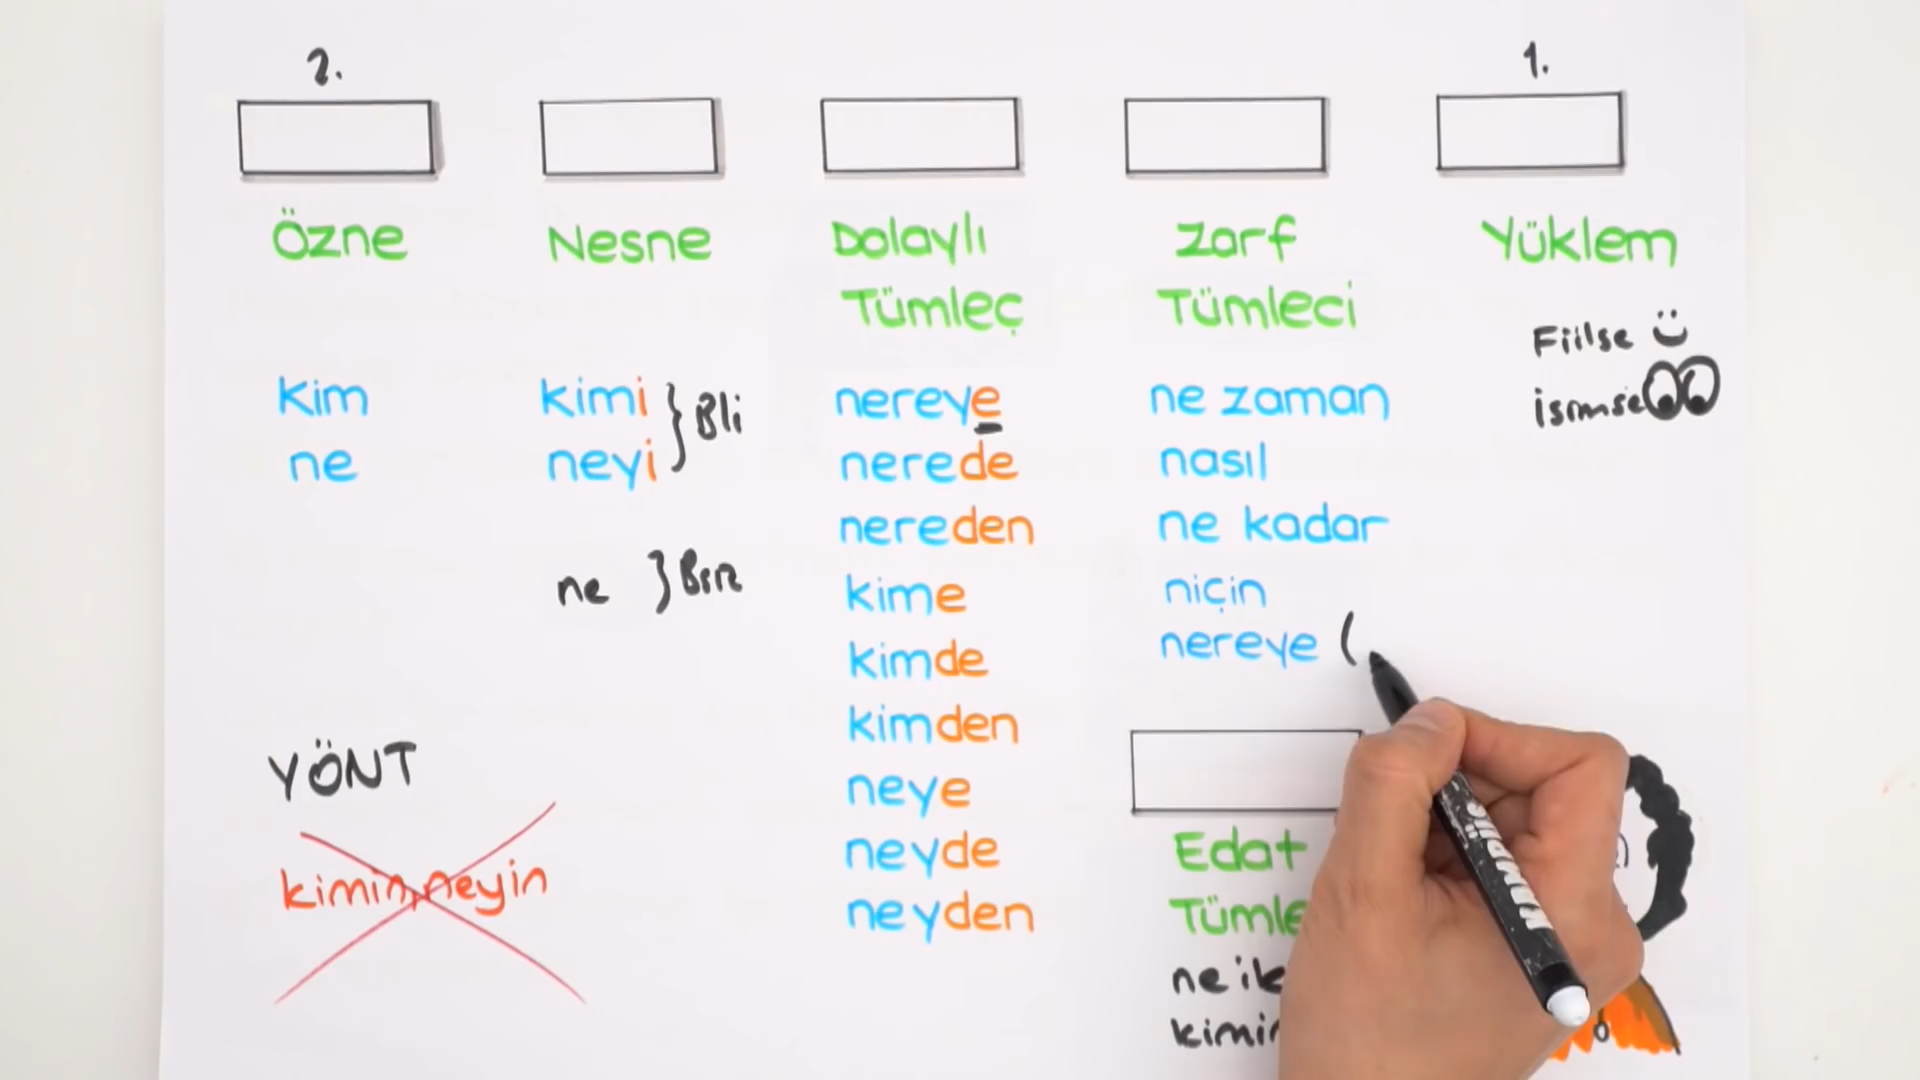 2.
1.
Özne
Nesne
Dolaylı
Tümleç
Zarf
Tümleci
Yüklem
Fiilse
isimse
kim
ne
kimi
neyi
Bli
ne
nereye
nerede
nereden
kime
kimde
kimden
neye
neyde
neyden
ne zaman
nasıl
ne kadar
niçin
nereye (
YÖNT
kimin, neyin
Edat
ne